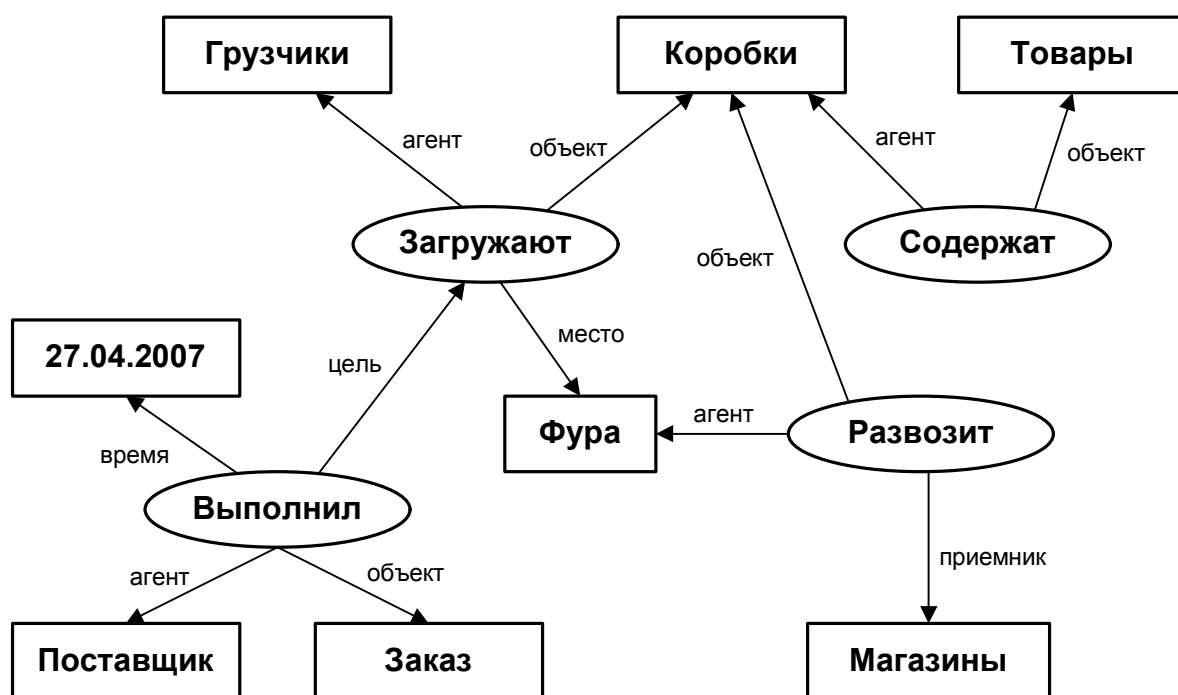 Грузчики
Коробки
Товары
агент
объект
агент
объект
Загружают
Содержат
объект
27.04.2007
цель
место
Фура
агент
Развозит
время
Выполнил
агент
объект
приемник
Поставщик
Заказ
Магазины